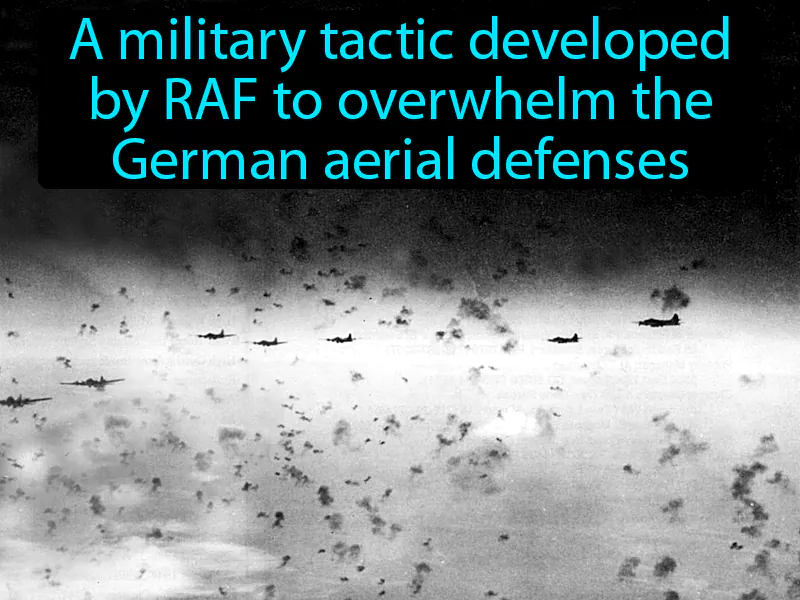 A military tactic developed
by RAF to overwhelm the
German aerial defenses